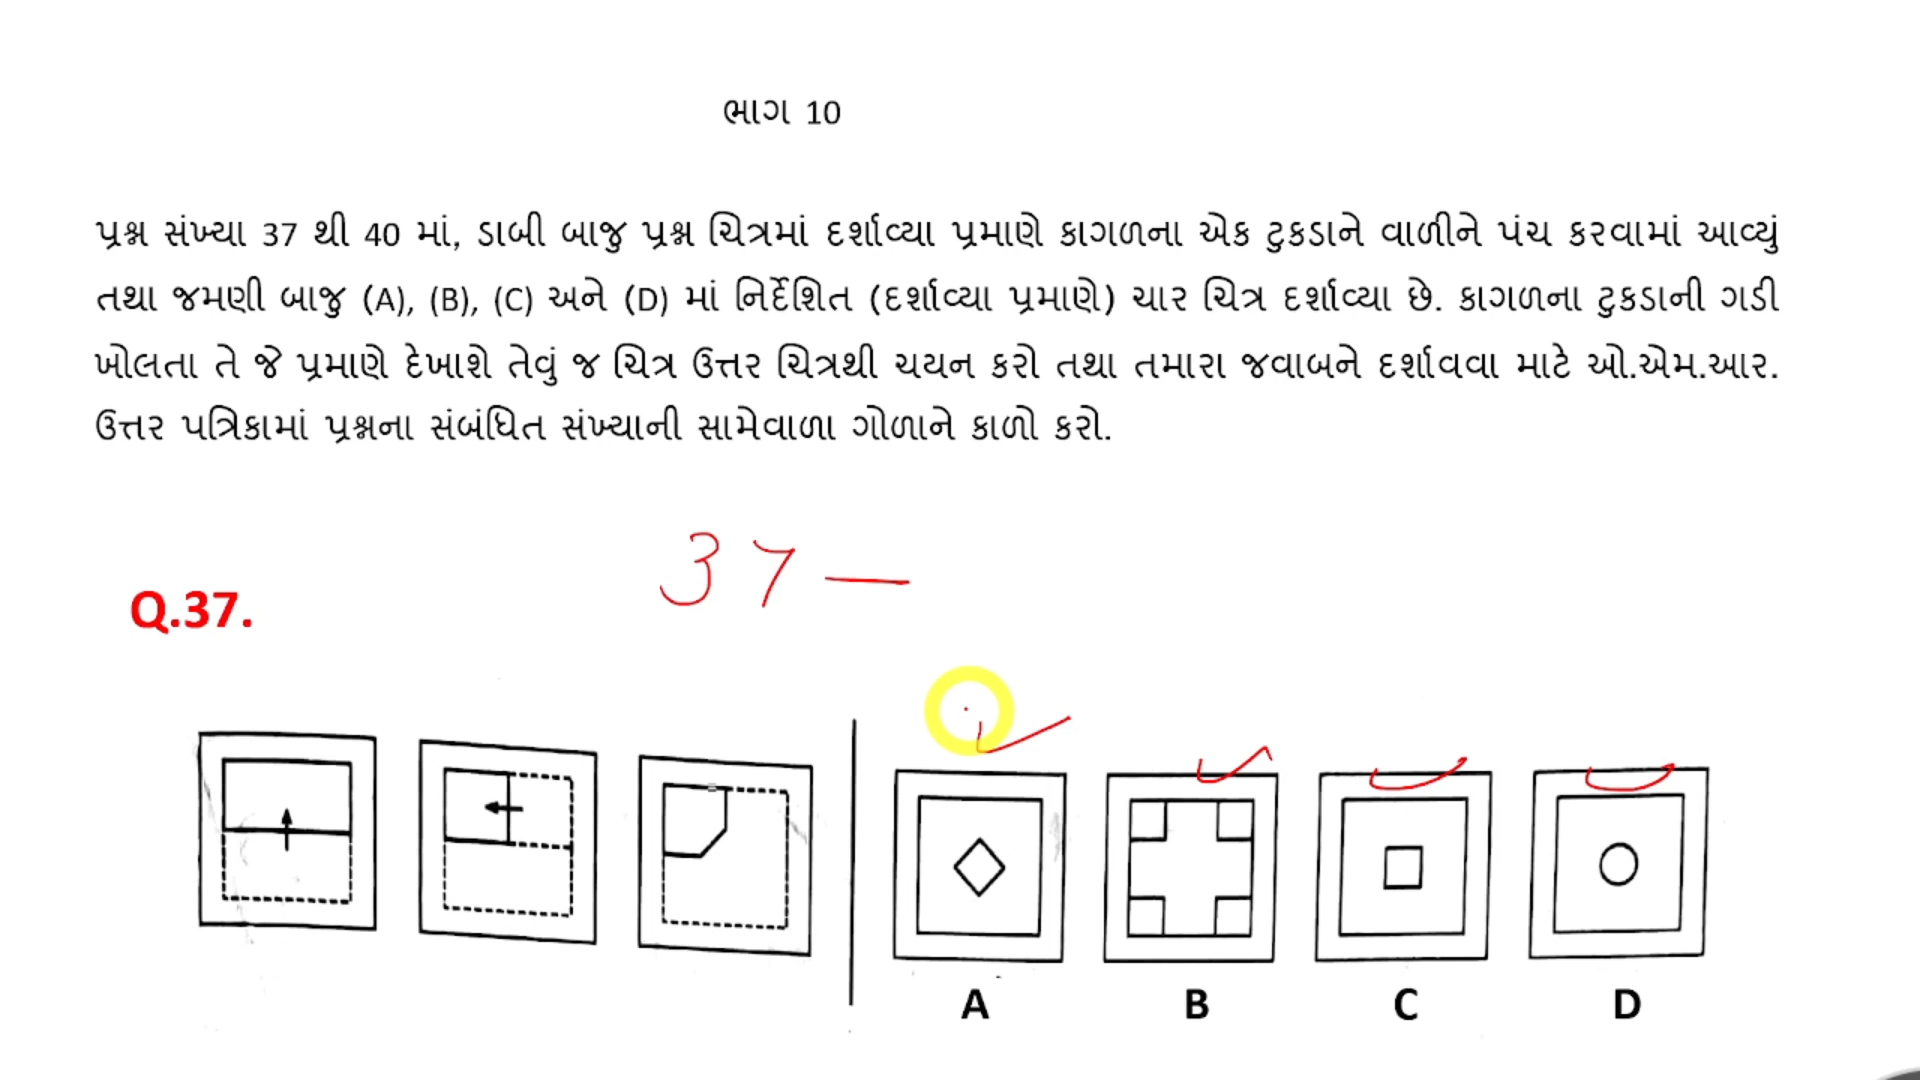 ભાગ 10
પ્રશ્ન સંખ્યા 37 થી 40 માં, ડાબી બાજુ પ્રશ્ન ચિત્રમાં દર્શાવ્યા પ્રમાણે કાગળના એક ટુકડાને વાળીને પંચ કરવામાં આવ્યું
તથા જમણી બાજુ (A), (B), (C) અને (D) માં નિર્દેશિત (દર્શાવ્યા પ્રમાણે) ચાર ચિત્ર દર્શાવ્યા છે. કાગળના ટુકડાની ગડી
ખોલતા તે જે પ્રમાણે દેખાશે તેવું જ ચિત્ર ઉત્તર ચિત્રથી ચયન કરો તથા તમારા જવાબને દર્શાવવા માટે ઓ.એમ.આર.
ઉત્તર પત્રિકામાં પ્રશ્નના સંબંધિત સંખ્યાની સામેવાળા ગોળાને કાળો કરો.
37 —
Q.37.
A B C D